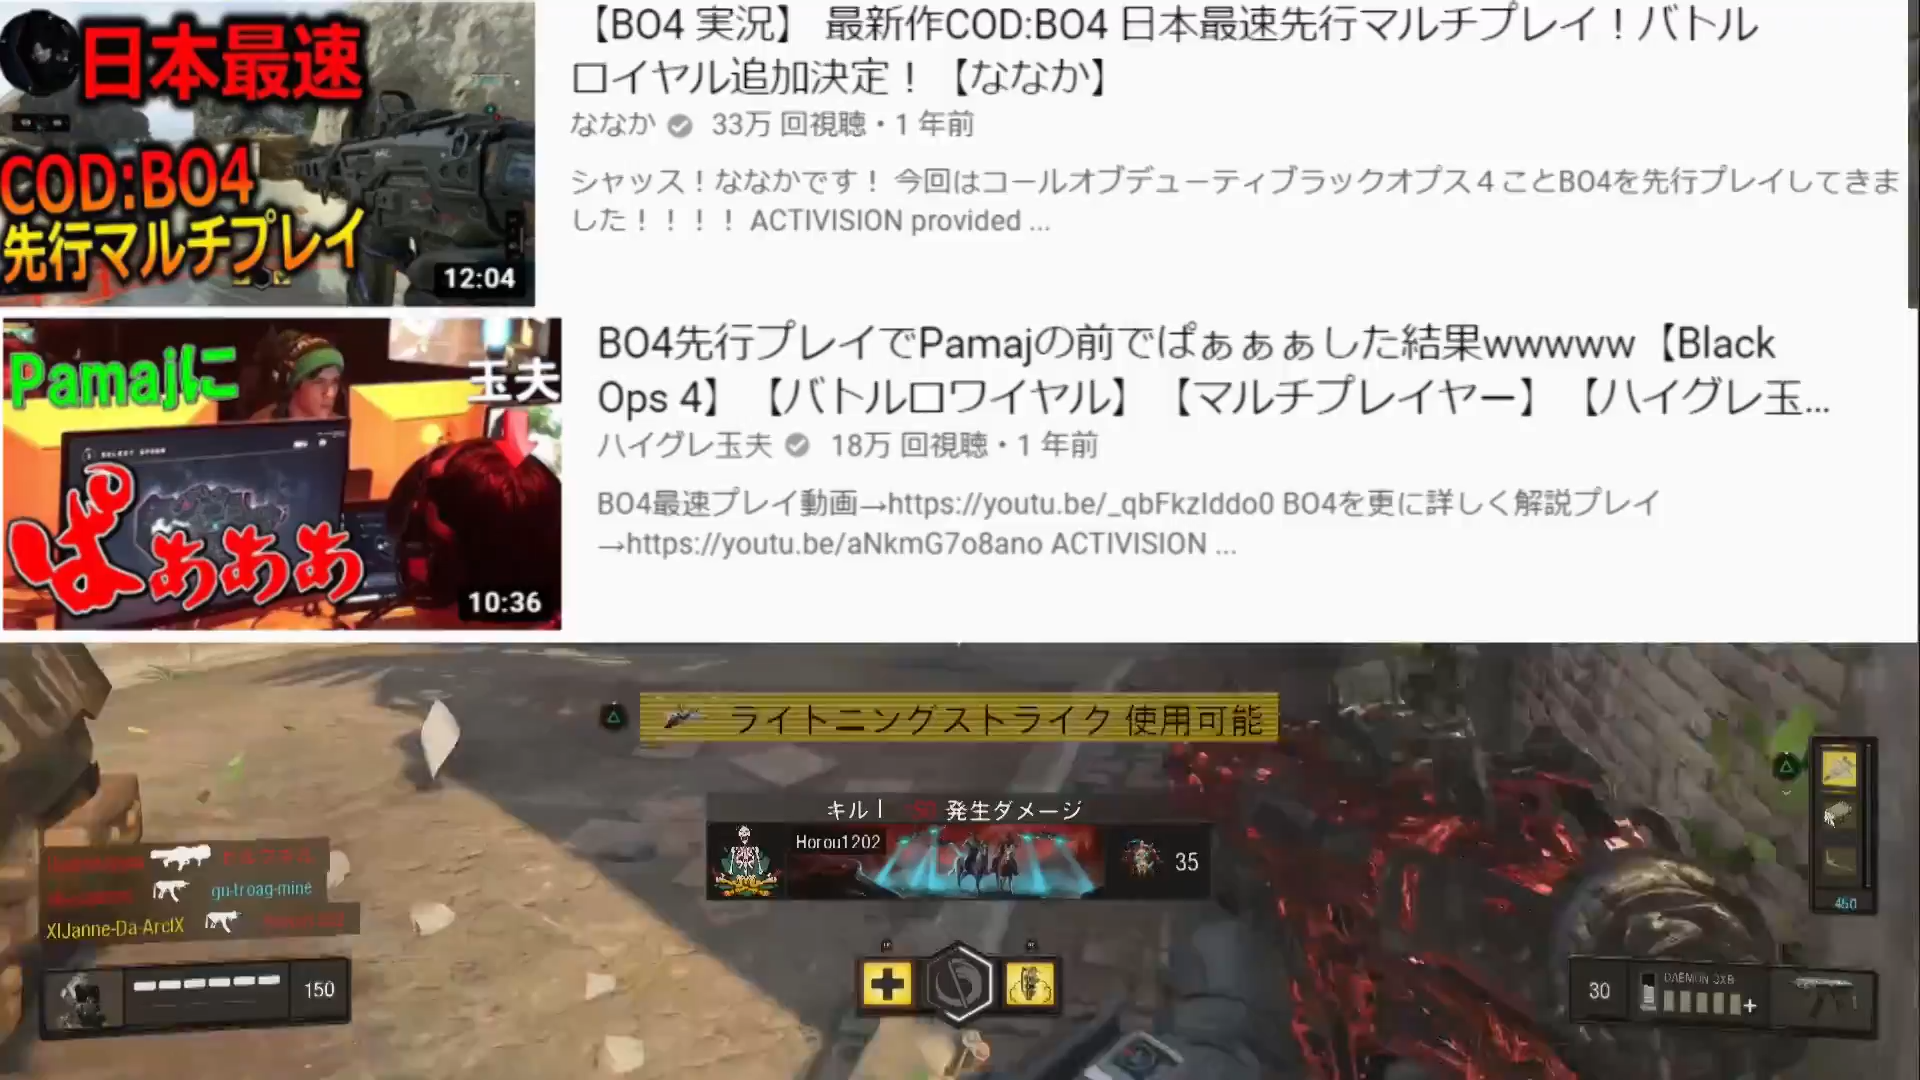 日本最速
COD:BO4
先行マルチプレイ
12:04
【BO4 実況】 最新作COD:BO4 日本最速先行マルチプレイ！バトル
ロイヤル追加決定！【ななか】
ななか 33万 回視聴・1 年前
シャッス！ななかです！ 今回はコールオブデューティブラックオプス４ことBO4を先行プレイしてきま
した！！！！ ACTIVISION provided ...
Pamajに
玉夫
ぱぁぁぁ
10:36
BO4先行プレイでPamajの前でぱぁぁぁした結果wwwww【Black
Ops 4】【バトルロワイヤル】【マルチプレイヤー】【ハイグレ玉...
ハイグレ玉夫 18万 回視聴・1 年前
BO4最速プレイ動画→https://youtu.be/_qbFkzIddo0 BO4を更に詳しく解説プレイ
→https://youtu.be/aNkmG7o8ano ACTIVISION ...
ライトニングストライク 使用可能
キル | -50 発生ダメージ
Horou1202
35
gu-troag-mine
XIJanne-Da-ArcIX
150
450
30
DAEMON 3XB